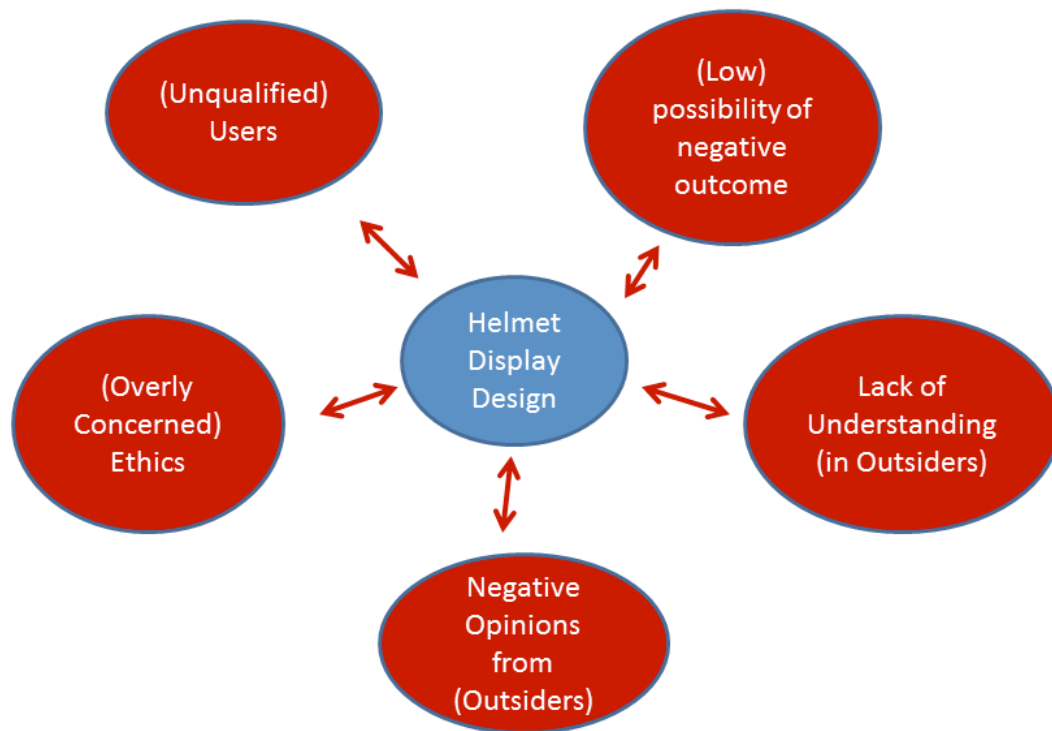 (Unqualified)
Users
(Low)
possibility of
negative
outcome
Helmet
Display
Design
(Overly
Concerned)
Ethics
Lack of
Understanding
(in Outsiders)
Negative
Opinions
from
(Outsiders)